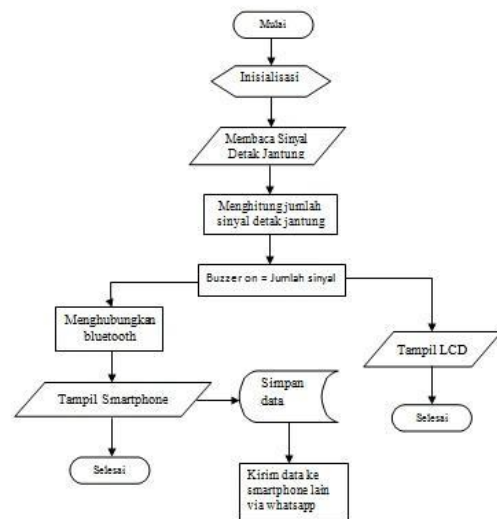 Mulai
Inisialisasi
Membaca Sinyal
Detak Jantung
Menghitung jumlah
sinyal detak jantung
Buzzer on = Jumlah sinyal
Menghubungkan
bluetooth
Tampil LCD
Tampil Smartphone
Simpan
data
Selesai
Selesai
Kirim data ke
smartphone lain
via whatsapp